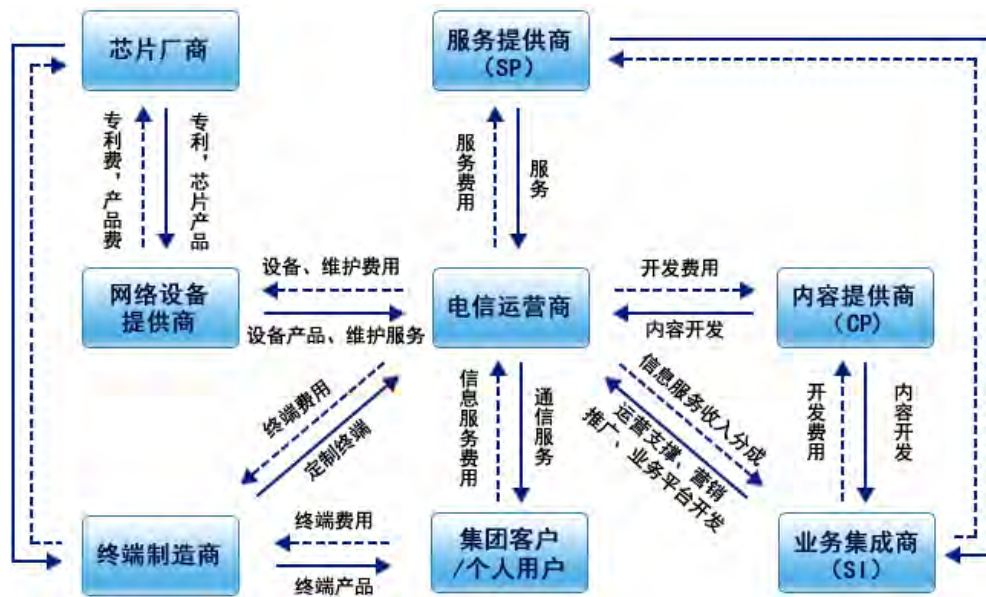 芯片厂商
服务提供商
（SP）
专利费，产品费
专利，芯片产品
服务费用
服务
网络设备
提供商
设备、维护费用
设备产品、维护服务
电信运营商
开发费用
内容开发
内容提供商
（CP）
终端费用
定制终端
信息服务费用
通信服务
信息服务收入分成
运营支撑、营销
推广、业务平台开发
开发费用
内容开发
终端制造商
终端费用
终端产品
集团客户
/个人用户
业务集成商
（SI）